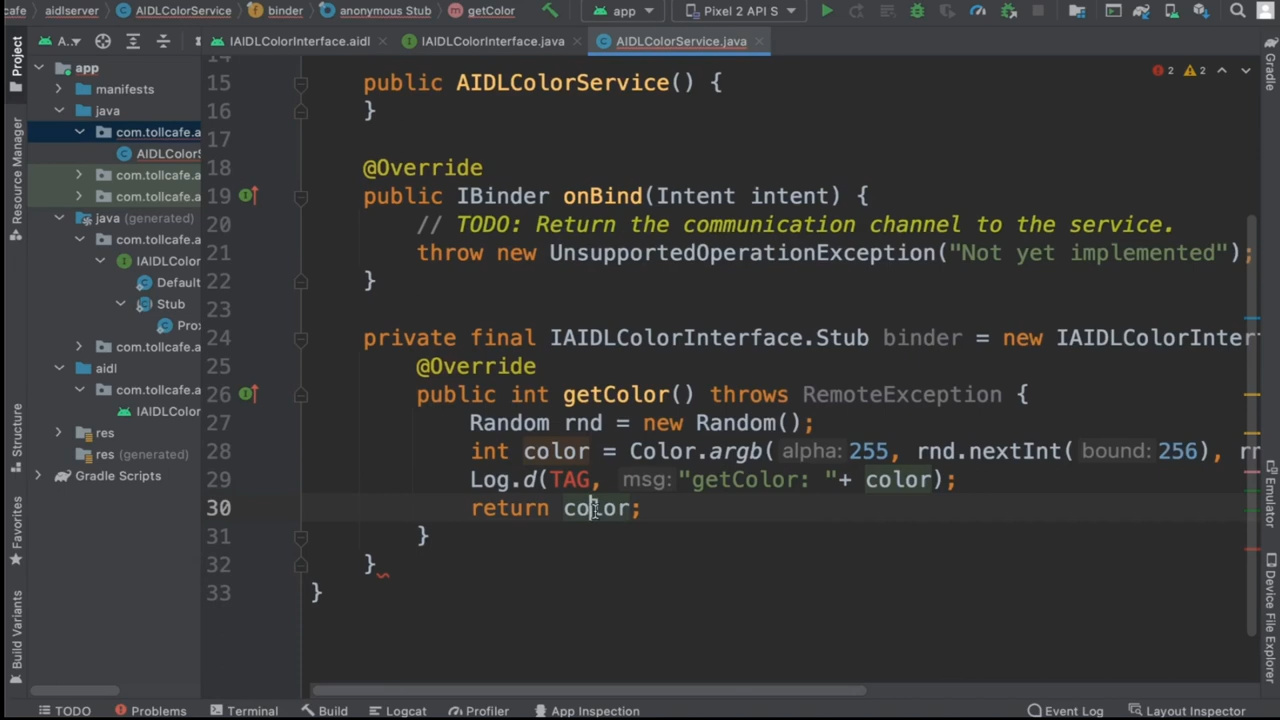 cafe aidlserver AIDLColorService binder anonymous Stub getColor app Pixel 2 API S
Project
A..
IAIDLColorInterface.aidl IAIDLColorInterface.java AIDLColorService.java
Gradle
app
manifests
java
com.tollcafe.a
AIDLColorS
com.tollcafe.a
com.tollcafe.a
java (generated)
com.tollcafe.a
IAIDLColor
Default
Stub
Prox
com.tollcafe.a
aidl
com.tollcafe.a
IAIDLColor
res
res (generated)
Gradle Scripts
Resource Manager
Structure
Favorites
Build Variants
2 2
14
15 public AIDLColorService() {
16 }
17
18 @Override
19 public IBinder onBind(Intent intent) {
20 // TODO: Return the communication channel to the service.
21 throw new UnsupportedOperationException("Not yet implemented");
22 }
23
24 private final IAIDLColorInterface.Stub binder = new IAIDLColorInter
25 @Override
26 public int getColor() throws RemoteException {
27 Random rnd = new Random();
28 int color = Color.argb( alpha: 255, rnd.nextInt( bound: 256), rn
29 Log.d(TAG, msg: "getColor: "+ color);
30 return color;
31 }
32 }
33 }
Emulator
Device File Explorer
TODO Problems Terminal Build Logcat Profiler App Inspection Event Log Layout Inspector